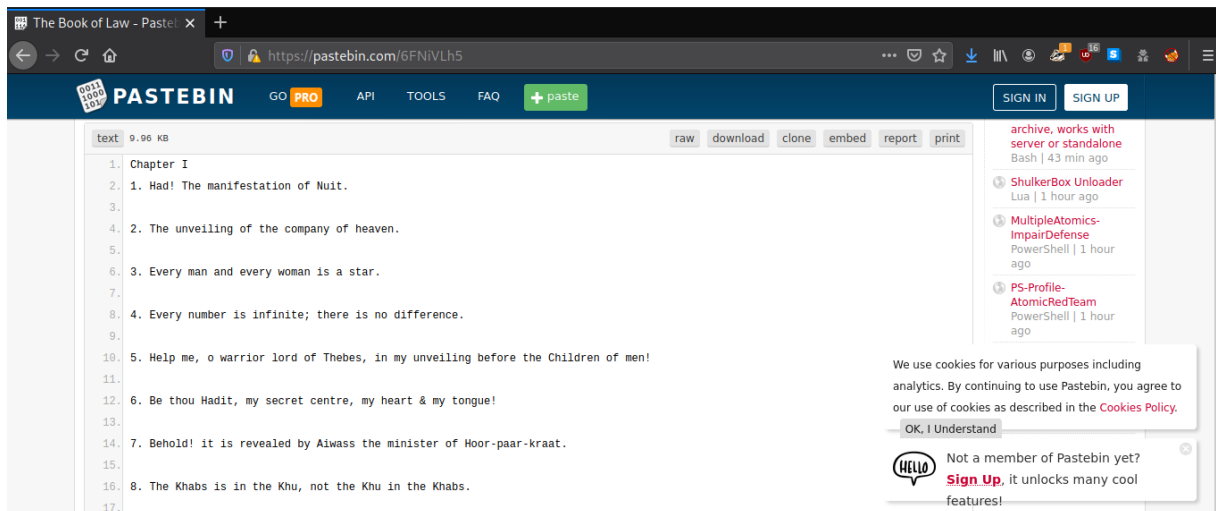 The Book of Law - Paste
https://pastebin.com/6FNiVLh5
1
16
S
0011
1000
101
PASTEBIN GO PRO API TOOLS FAQ + paste SIGN IN SIGN UP
text 9.96 KB raw download clone embed report print
1. Chapter I
2. 1. Had! The manifestation of Nuit.
3.
4. 2. The unveiling of the company of heaven.
5.
6. 3. Every man and every woman is a star.
7.
8. 4. Every number is infinite; there is no difference.
9.
10. 5. Help me, o warrior lord of Thebes, in my unveiling before the Children of men!
11.
12. 6. Be thou Hadit, my secret centre, my heart & my tongue!
13.
14. 7. Behold! it is revealed by Aiwass the minister of Hoor-paar-kraat.
15.
16. 8. The Khabs is in the Khu, not the Khu in the Khabs.
17.
archive, works with
server or standalone
Bash | 43 min ago
ShulkerBox Unloader
Lua | 1 hour ago
MultipleAtomics-
ImpairDefense
PowerShell | 1 hour
ago
PS-Profile-
AtomicRedTeam
PowerShell | 1 hour
ago
We use cookies for various purposes including
analytics. By continuing to use Pastebin, you agree to
our use of cookies as described in the Cookies Policy.
OK, I Understand
HELLO
Not a member of Pastebin yet?
Sign Up, it unlocks many cool
features!